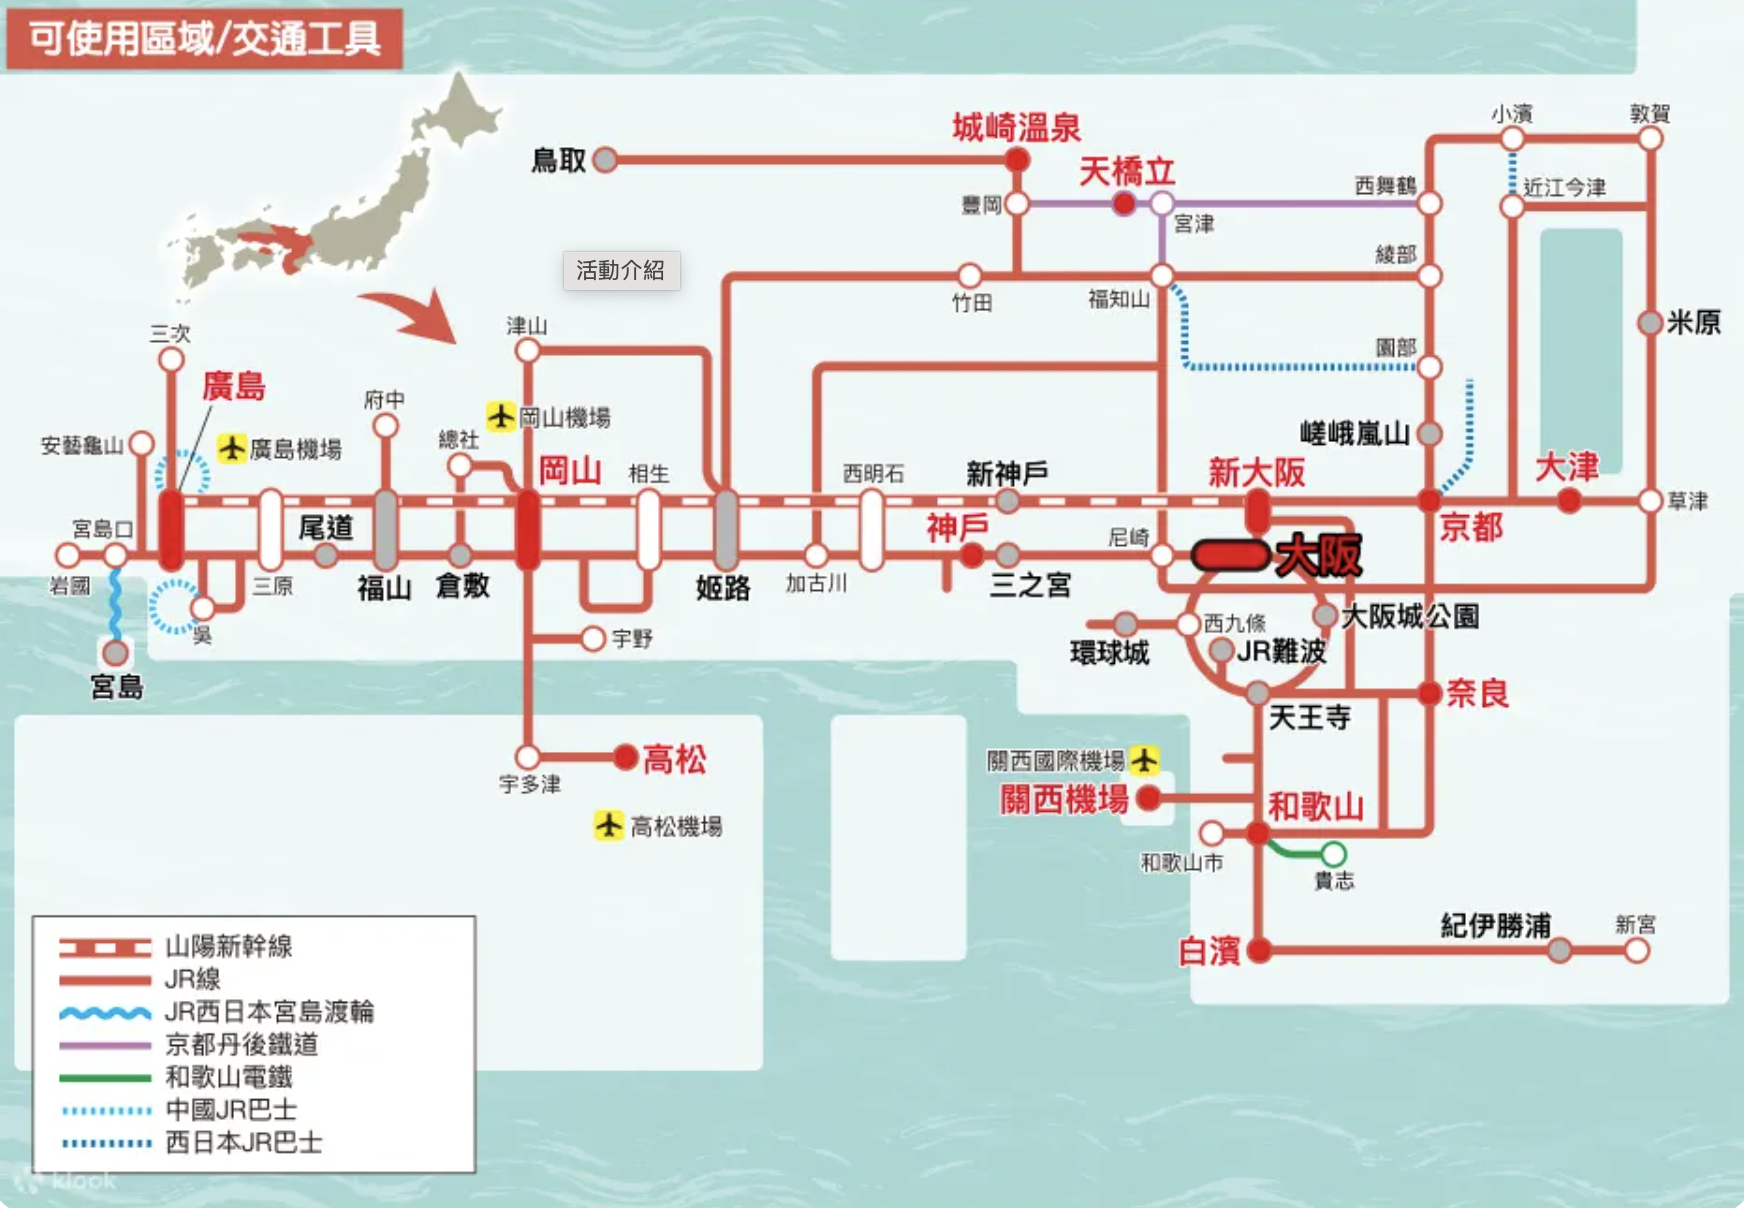 可使用區域/交通工具
城崎溫泉
鳥取
天橋立
小濱
敦賀
豐岡
宮津
西舞鶴
近江今津
活動介紹
竹田
福知山
綾部
米原
三次
津山
園部
廣島
府中
岡山機場
安藝龜山
廣島機場
總社
嵯峨嵐山
岡山
相生
西明石
新神戶
新大阪
大津
宮島口
尾道
神戶
尼崎
京都
草津
大阪
岩國
三原
福山
倉敷
姬路
加古川
三之宮
吳
宇野
環球城
西九條
大阪城公園
JR難波
宮島
天王寺
奈良
高松
宇多津
關西國際機場
關西機場
和歌山
高松機場
和歌山市
貴志
白濱
紀伊勝浦
新宮
山陽新幹線
JR線
JR西日本宮島渡輪
京都丹後鐵道
和歌山電鐵
中國JR巴士
西日本JR巴士
klook